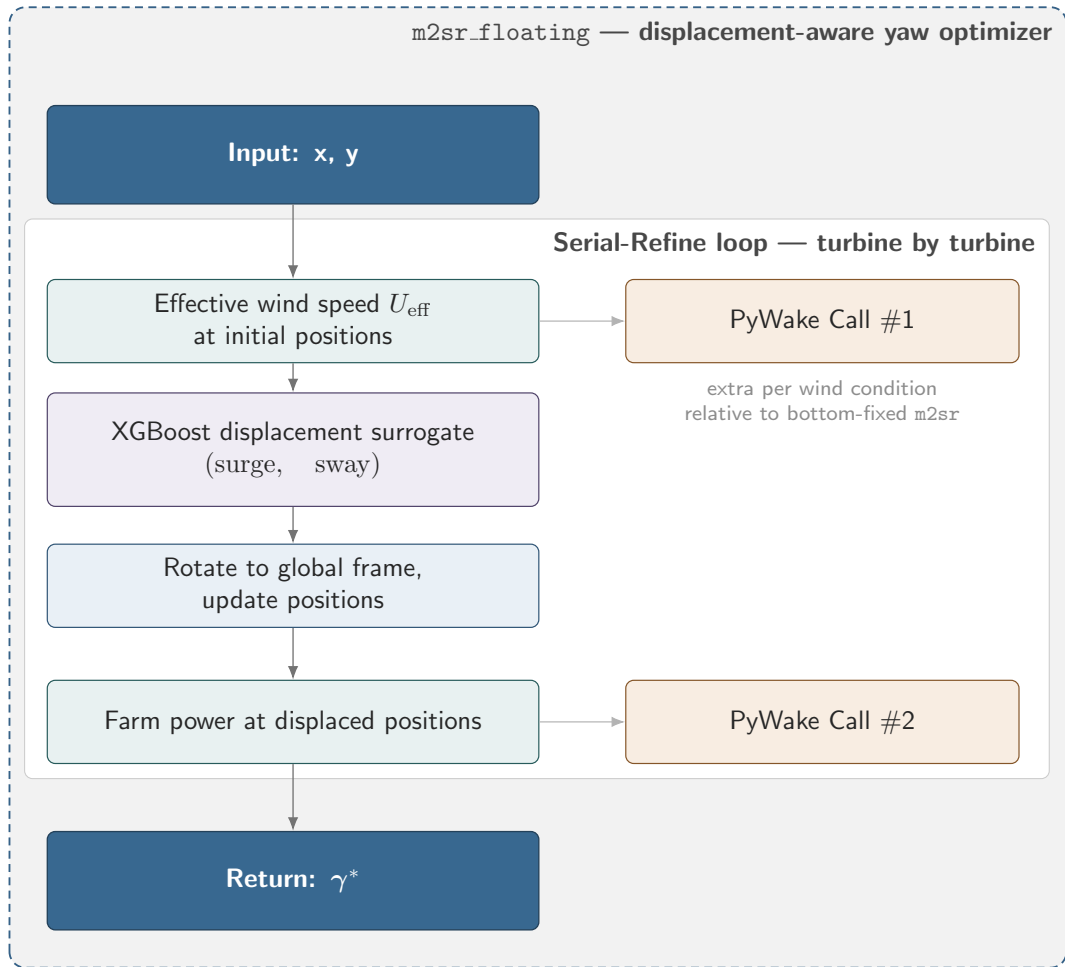 m2sr_floating — displacement-aware yaw optimizer
Input: x, y
Serial-Refine loop — turbine by turbine
Effective wind speed U_eff
at initial positions
PyWake Call #1
extra per wind condition
relative to bottom-fixed m2sr
XGBoost displacement surrogate
(surge, sway)
Rotate to global frame,
update positions
Farm power at displaced positions
PyWake Call #2
Return: γ*